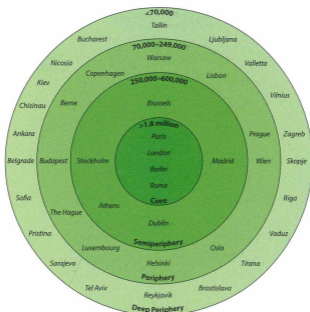 <70,000
Tallin
Bucharest Ljubljana
70,000–249,000
Nicosia Warsaw Valletta
Copenhagen Lisbon
Kiev 250,000–600,000 Vilnius
Chisinau Berne Brussels
>1.8 million
Ankara Paris Prague Zagreb
London
Belgrade Budapest Stockholm Madrid Wien Skopje
Berlin
Rome
Sofia Core Riga
Athens
The Hague
Dublin
Pristina Vaduz
Semiperiphery
Luxembourg Oslo
Sarajevo Helsinki Tirana
Periphery
Tel Aviv Bratislava
Reykjavik
Deep Periphery